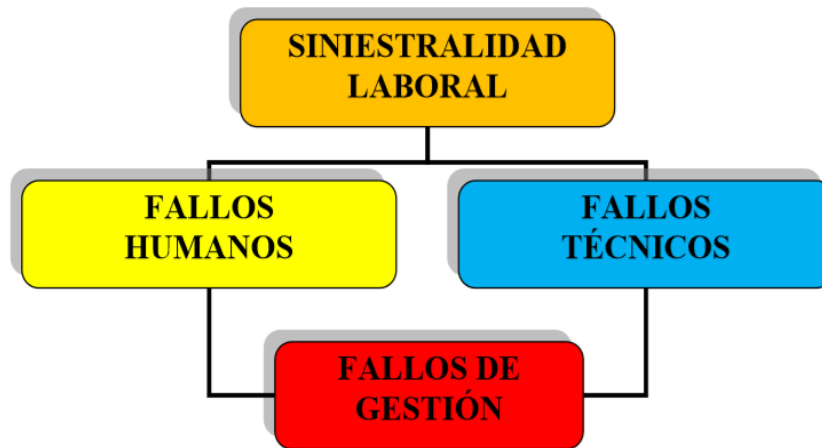 SINIESTRALIDAD
LABORAL
FALLOS
HUMANOS
FALLOS
TÉCNICOS
FALLOS DE
GESTIÓN